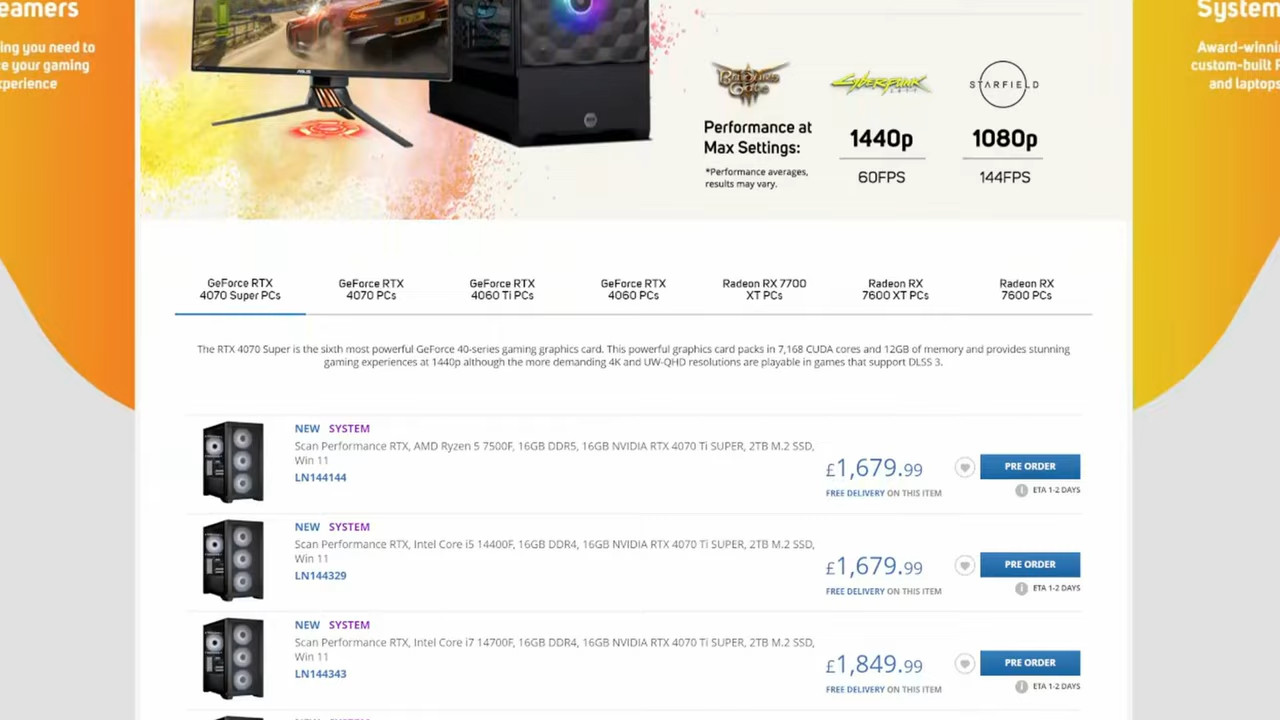 eamers
ing you need to
e your gaming
xperience
System
Award-winni
custom-built P
and laptops
ASUS
BALDUR'S
GATE
CYBERPUNK
STARFIELD
Performance at
Max Settings:
1440p
1080p
*Performance averages,
results may vary.
60FPS
144FPS
GeForce RTX
4070 Super PCs
GeForce RTX
4070 PCs
GeForce RTX
4060 Ti PCs
GeForce RTX
4060 PCs
Radeon RX 7700
XT PCs
Radeon RX
7600 XT PCs
Radeon RX
7600 PCs
The RTX 4070 Super is the sixth most powerful GeForce 40-series gaming graphics card. This powerful graphics card packs in 7,168 CUDA cores and 12GB of memory and provides stunning
gaming experiences at 1440p although the more demanding 4K and UW-QHD resolutions are playable in games that support DLSS 3.
NEW SYSTEM
Scan Performance RTX, AMD Ryzen 5 7500F, 16GB DDR5, 16GB NVIDIA RTX 4070 Ti SUPER, 2TB M.2 SSD,
Win 11
LN144144
£1,679.99
FREE DELIVERY ON THIS ITEM
PRE ORDER
ETA 1-2 DAYS
NEW SYSTEM
Scan Performance RTX, Intel Core i5 14400F, 16GB DDR4, 16GB NVIDIA RTX 4070 Ti SUPER, 2TB M.2 SSD,
Win 11
LN144329
£1,679.99
FREE DELIVERY ON THIS ITEM
PRE ORDER
ETA 1-2 DAYS
NEW SYSTEM
Scan Performance RTX, Intel Core i7 14700F, 16GB DDR4, 16GB NVIDIA RTX 4070 Ti SUPER, 2TB M.2 SSD,
Win 11
LN144343
£1,849.99
FREE DELIVERY ON THIS ITEM
PRE ORDER
ETA 1-2 DAYS